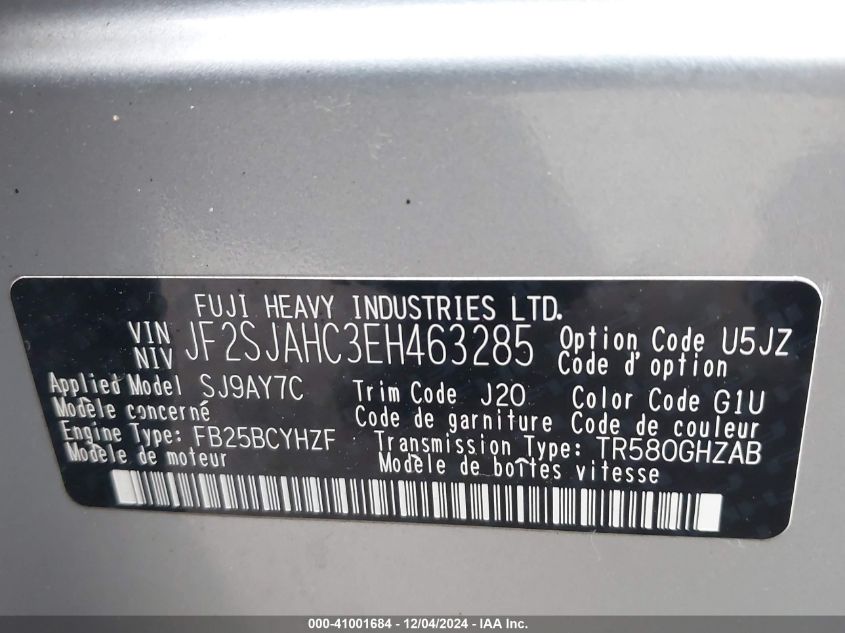 FUJI HEAVY INDUSTRIES LTD.
VIN
NIV
JF2SJAHC3EH463285
Option Code U5JZ
Code d'option
Applied Model SJ9AY7C
Modèle concerné
Trim Code J20
Code de garniture
Color Code G1U
Code de couleur
Engine Type: FB25BCYHZF
Modèle de moteur
Transmission Type: TR580GHZAB
Modèle de boîtes vitesse
000-41001684 - 12/04/2024 - IAA Inc.